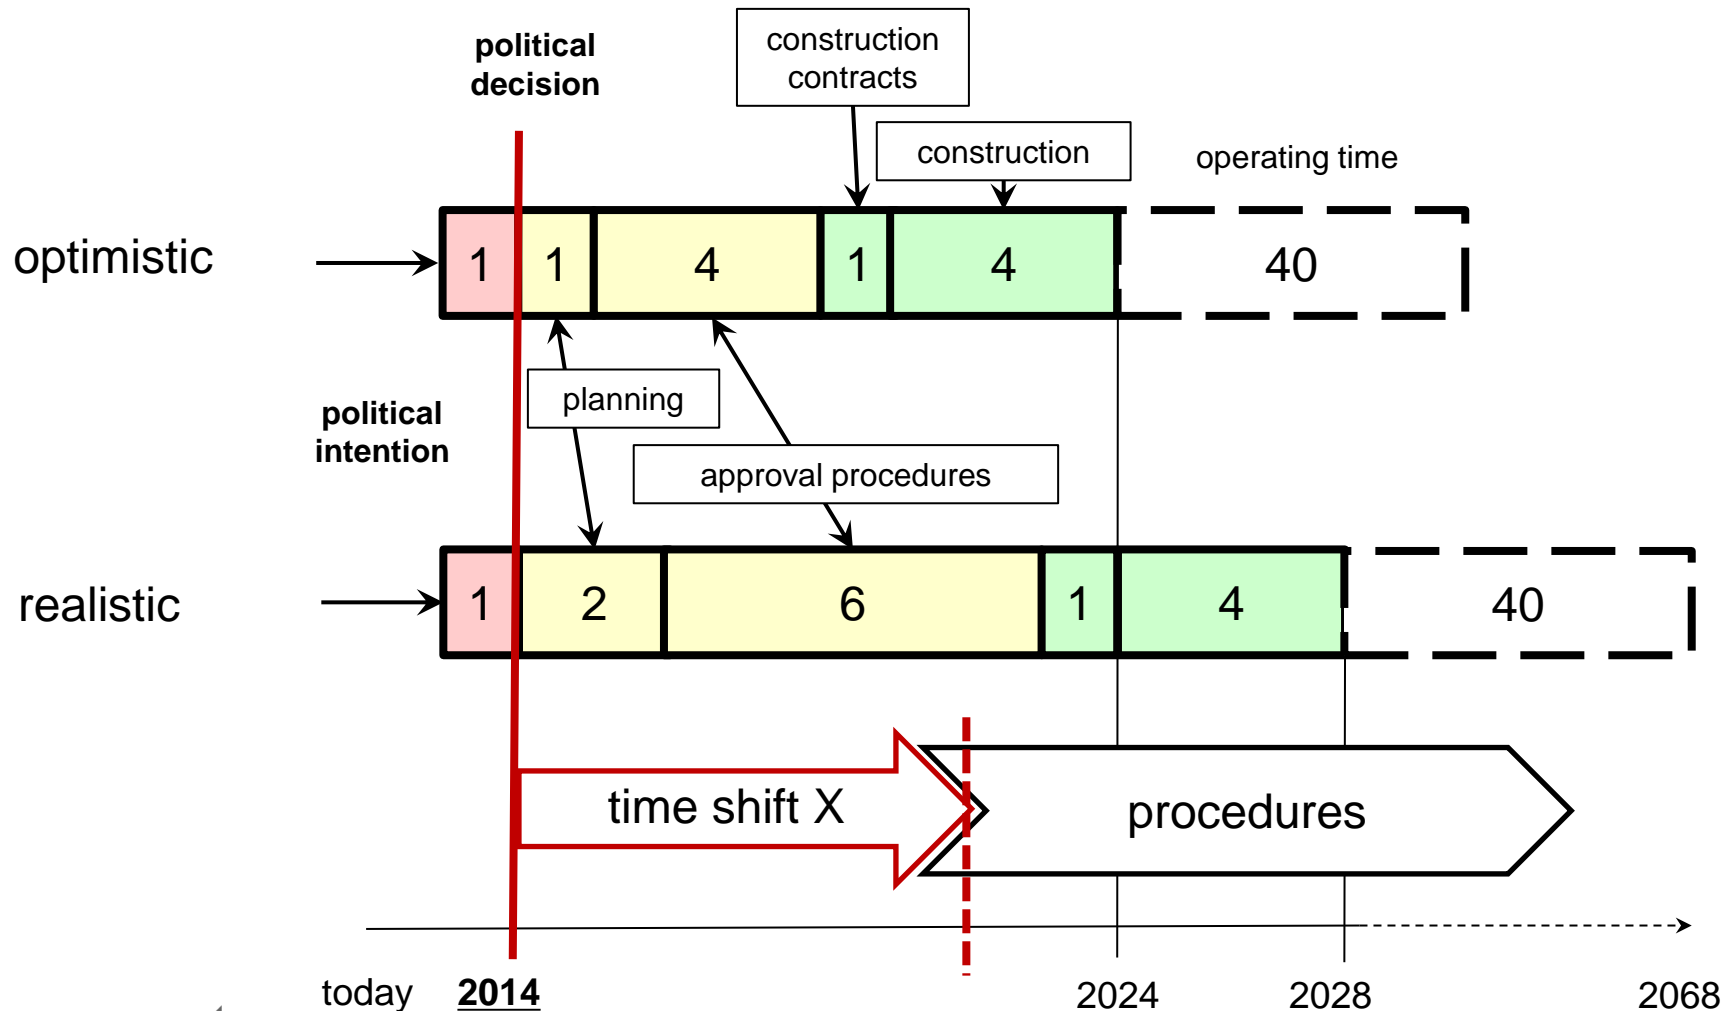 political
decision
construction
contracts
construction
operating time
optimistic
1
1
4
1
4
40
planning
political
intention
approval procedures
realistic
1
2
6
1
4
40
time shift X
procedures
today
2014
2024
2028
2068